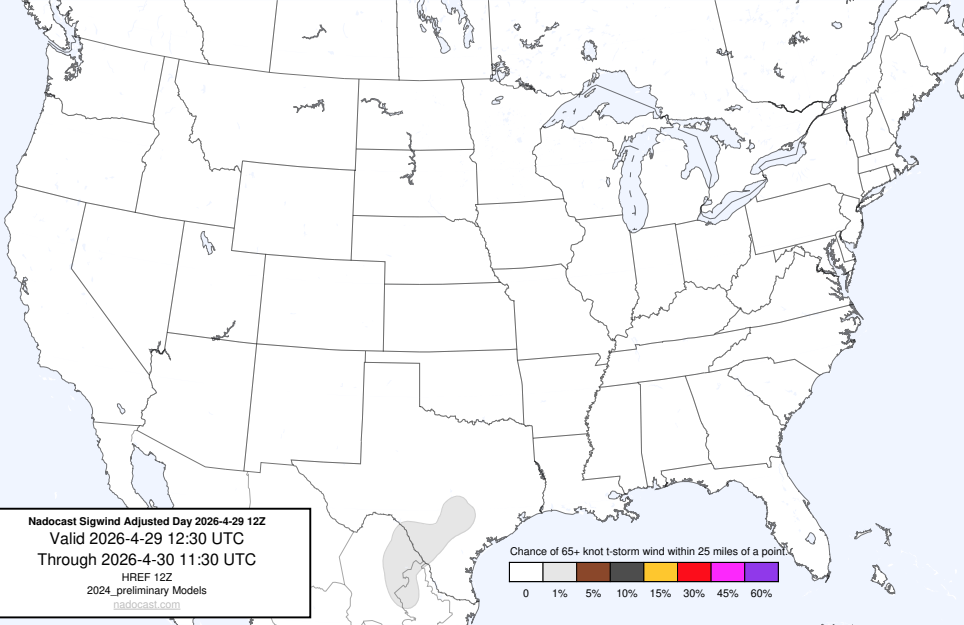 Nadocast Sigwind Adjusted Day 2026-4-29 12Z
Valid 2026-4-29 12:30 UTC
Through 2026-4-30 11:30 UTC
HREF 12Z
2024_preliminary Models
nadocast.com
Chance of 65+ knot t-storm wind within 25 miles of a point.
0 1% 5% 10% 15% 30% 45% 60%